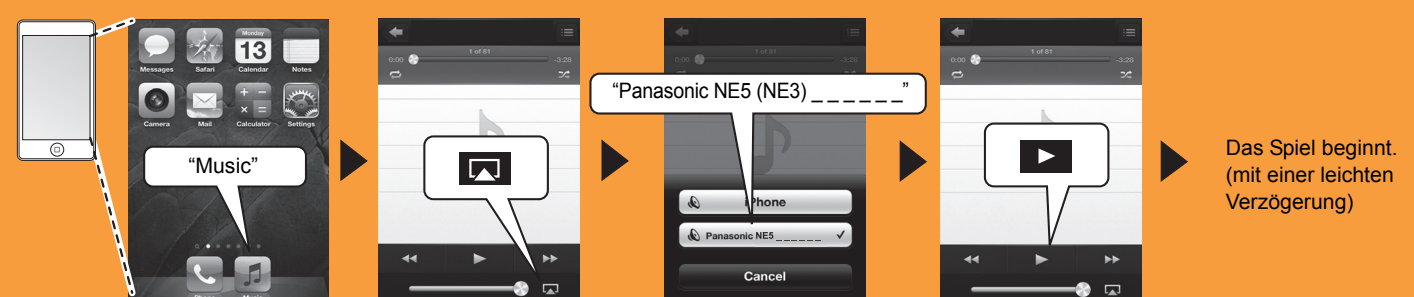 Messages
Safari
Monday
13
Calendar
Notes
Camera
Mail
Calculator
Settings
“Music”
Phone
Music
1 of 81
0:00
-3:28
1 of 81
0:00
-3:28
“Panasonic NE5 (NE3) _ _ _ _ _ _”
iPhone
Panasonic NE5 _ _ _ _ _ _
Cancel
1 of 81
0:00
-3:28
Das Spiel beginnt.
(mit einer leichten
Verzögerung)